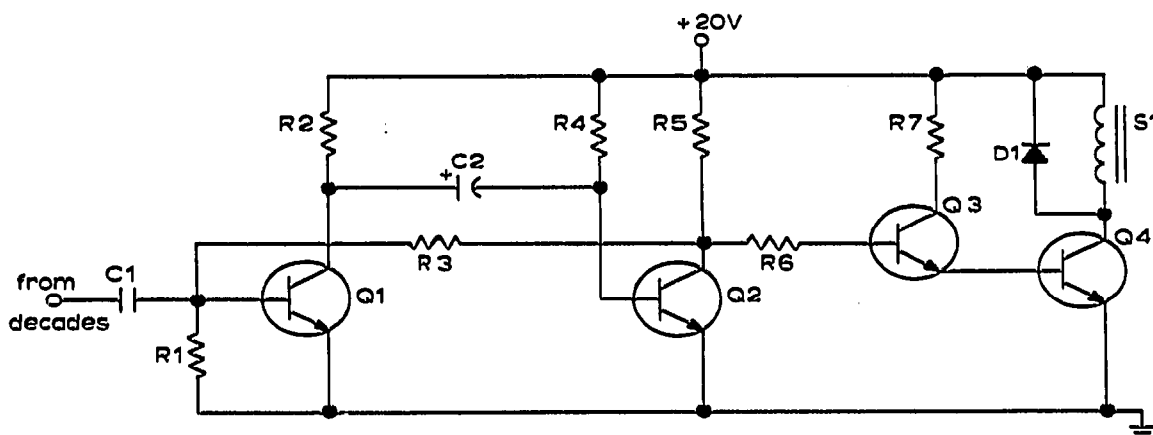 +20V
R2
R4
R5
R7
S1
D1
C2
+
Q3
R3
R6
Q4
from
decades
C1
Q1
Q2
R1